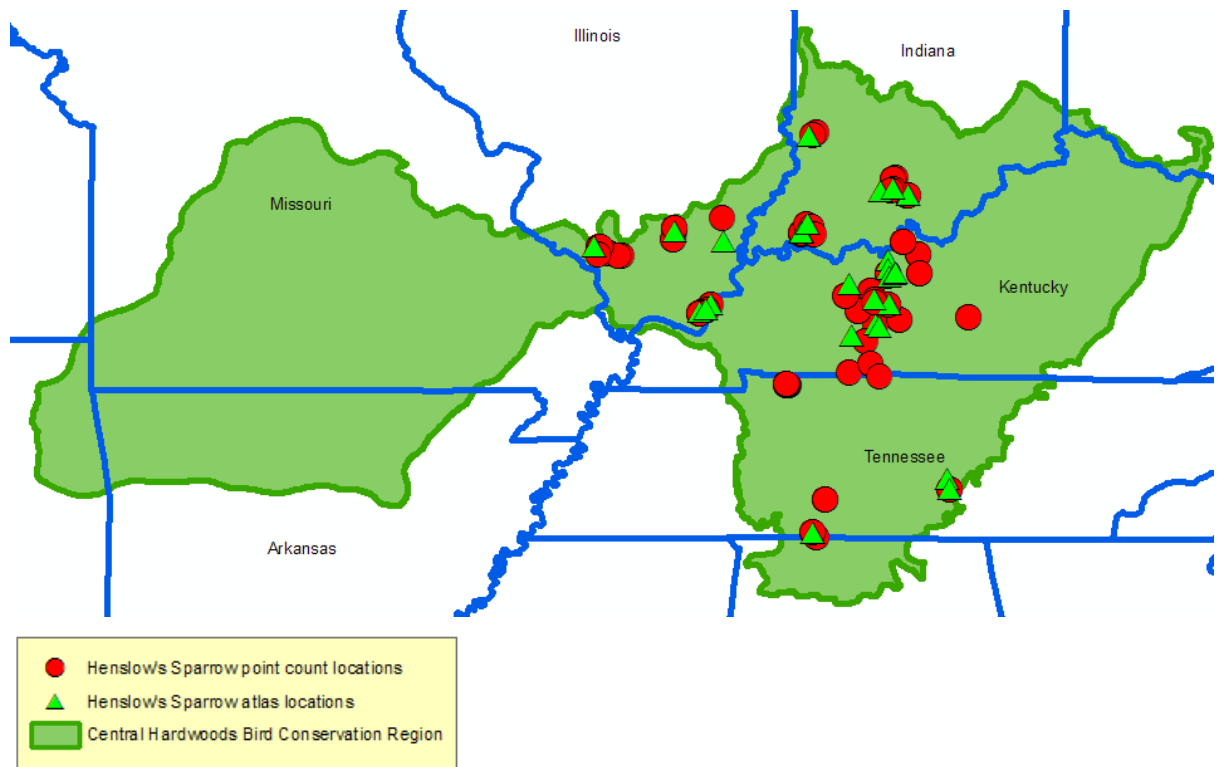 Illinois
Indiana
Missouri
Kentucky
Tennessee
Arkansas
Henslow's Sparrow point count locations
Henslow's Sparrow atlas locations
Central Hardwoods Bird Conservation Region